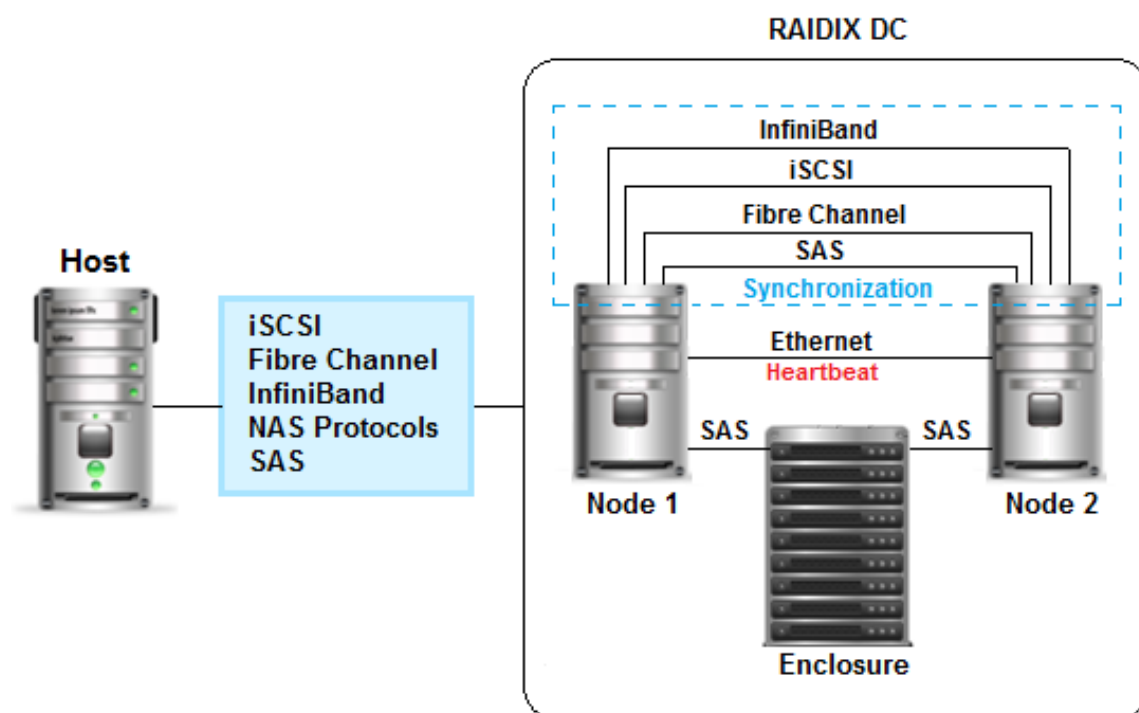 RAIDIX DC
InfiniBand
iSCSI
Fibre Channel
SAS
Synchronization
Host
iSCSI
Fibre Channel
InfiniBand
NAS Protocols
SAS
Ethernet
Heartbeat
SAS
SAS
Node 1
Node 2
Enclosure